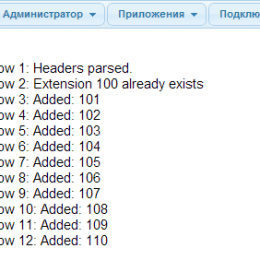 Администратор Приложения Подклю
ow 1: Headers parsed.
ow 2: Extension 100 already exists
ow 3: Added: 101
ow 4: Added: 102
ow 5: Added: 103
ow 6: Added: 104
ow 7: Added: 105
ow 8: Added: 106
ow 9: Added: 107
ow 10: Added: 108
ow 11: Added: 109
ow 12: Added: 110